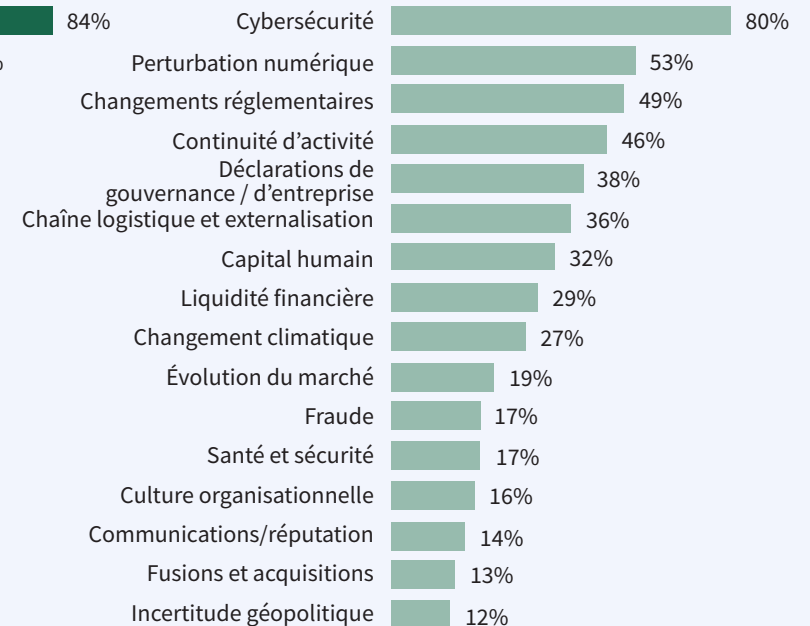 84%
Cybersécurité 80%
%
Perturbation numérique 53%
Changements réglementaires 49%
Continuité d’activité 46%
Déclarations de
gouvernance / d’entreprise 38%
Chaîne logistique et externalisation 36%
Capital humain 32%
Liquidité financière 29%
Changement climatique 27%
Évolution du marché 19%
Fraude 17%
Santé et sécurité 17%
Culture organisationnelle 16%
Communications/réputation 14%
Fusions et acquisitions 13%
Incertitude géopolitique 12%